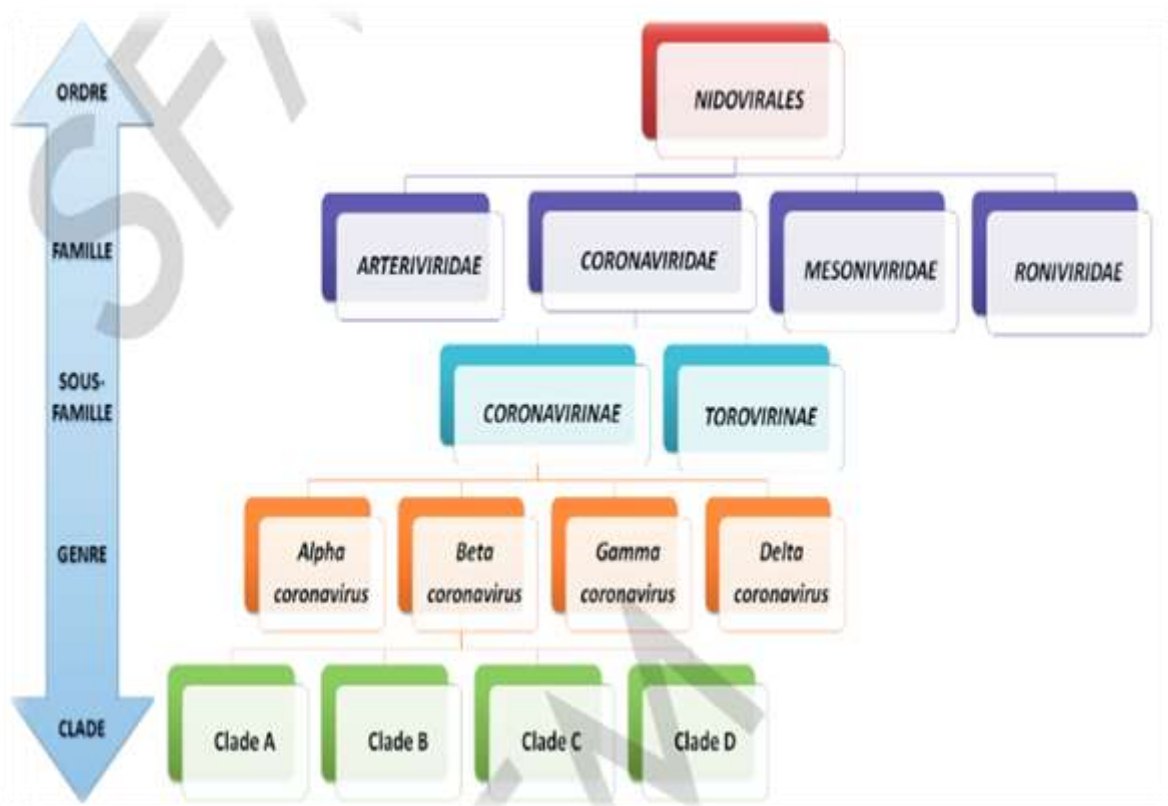 ORDRE
NIDOVIRALES
FAMILLE
ARTERIVIRIDAE
CORONAVIRIDAE
MESONIVIRIDAE
RONIVIRIDAE
SOUS-
FAMILLE
CORONAVIRINAE
TOROVIRINAE
GENRE
Alpha
coronavirus
Beta
coronavirus
Gamma
coronavirus
Delta
coronavirus
CLADE
Clade A
Clade B
Clade C
Clade D